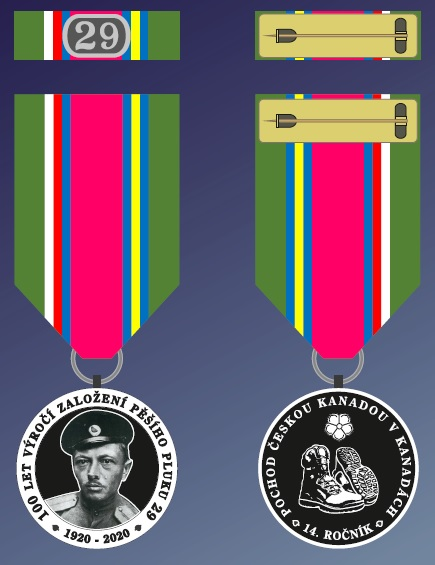 29
100 LET VÝROČÍ ZALOŽENÍ PĚŠÍHO PLUKU 29
1920 - 2020
POCHOD ČESKOU KANADOU V KANADÁCH
14. ROČNÍK